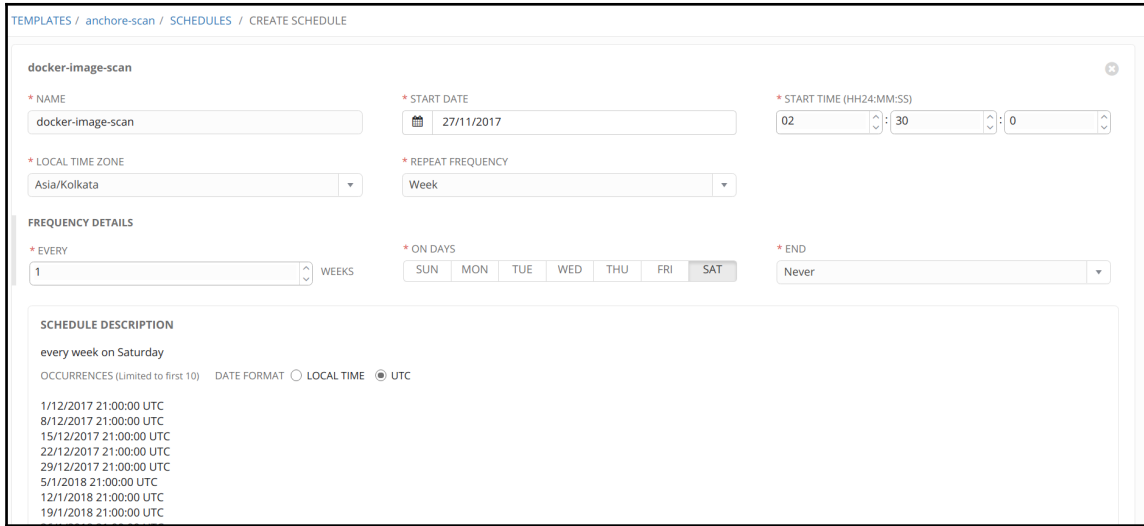 TEMPLATES / anchore-scan / SCHEDULES / CREATE SCHEDULE
docker-image-scan
* NAME
* START DATE
* START TIME (HH24:MM:SS)
docker-image-scan
27/11/2017
02 : 30 : 0
* LOCAL TIME ZONE
* REPEAT FREQUENCY
Asia/Kolkata
Week
FREQUENCY DETAILS
* EVERY
* ON DAYS
* END
1 WEEKS
SUN MON TUE WED THU FRI SAT
Never
SCHEDULE DESCRIPTION
every week on Saturday
OCCURRENCES (Limited to first 10) DATE FORMAT LOCAL TIME UTC
1/12/2017 21:00:00 UTC
8/12/2017 21:00:00 UTC
15/12/2017 21:00:00 UTC
22/12/2017 21:00:00 UTC
29/12/2017 21:00:00 UTC
5/1/2018 21:00:00 UTC
12/1/2018 21:00:00 UTC
19/1/2018 21:00:00 UTC